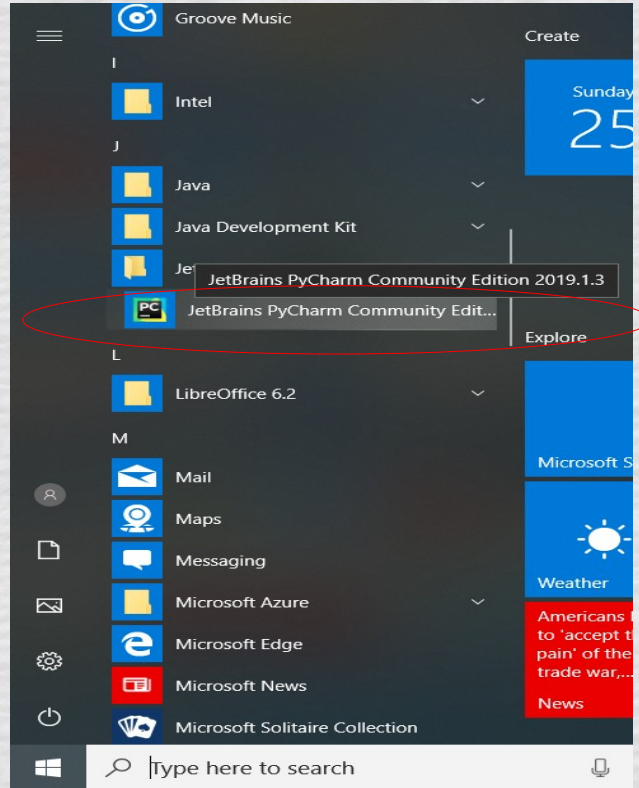 Groove Music
Create
I
Intel
Sunday
25
J
Java
Java Development Kit
Jet
JetBrains PyCharm Community Edition 2019.1.3
PC
JetBrains PyCharm Community Edit...
Explore
L
LibreOffice 6.2
M
Microsoft S
Mail
Maps
Messaging
Weather
Microsoft Azure
Americans
to 'accept t
pain' of the
trade war,...
News
Microsoft Edge
Microsoft News
Microsoft Solitaire Collection
Type here to search